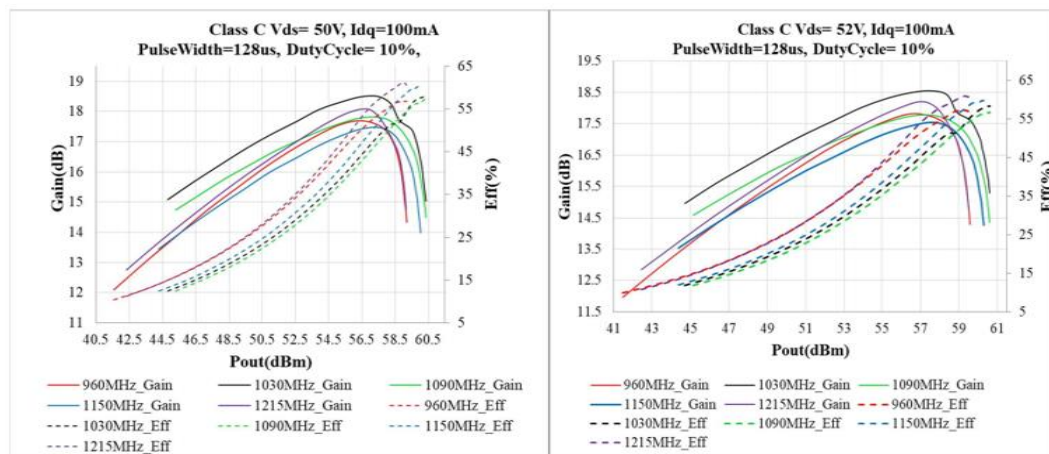 Class C Vds= 50V, Idq=100mA
PulseWidth=128us, DutyCycle= 10%,
Gain(dB)
19
18
17
16
15
14
13
12
11
65
55
45
35
25
15
5
Eff(%)
40.5 42.5 44.5 46.5 48.5 50.5 52.5 54.5 56.5 58.5 60.5
Pout(dBm)
960MHz_Gain 1030MHz_Gain 1090MHz_Gain
1150MHz_Gain 1215MHz_Gain 960MHz_Eff
1030MHz_Eff 1090MHz_Eff 1150MHz_Eff
1215MHz_Eff
Class C Vds= 52V, Idq=100mA
PulseWidth=128us, DutyCycle= 10%
Gain(dB)
19.5
18.5
17.5
16.5
15.5
14.5
13.5
12.5
11.5
65
55
45
35
25
15
5
Eff(%)
41 43 45 47 49 51 53 55 57 59 61
Pout(dBm)
960MHz_Gain 1030MHz_Gain 1090MHz_Gain
1150MHz_Gain 1215MHz_Gain 960MHz_Eff
1030MHz_Eff 1090MHz_Eff 1150MHz_Eff
1215MHz_Eff